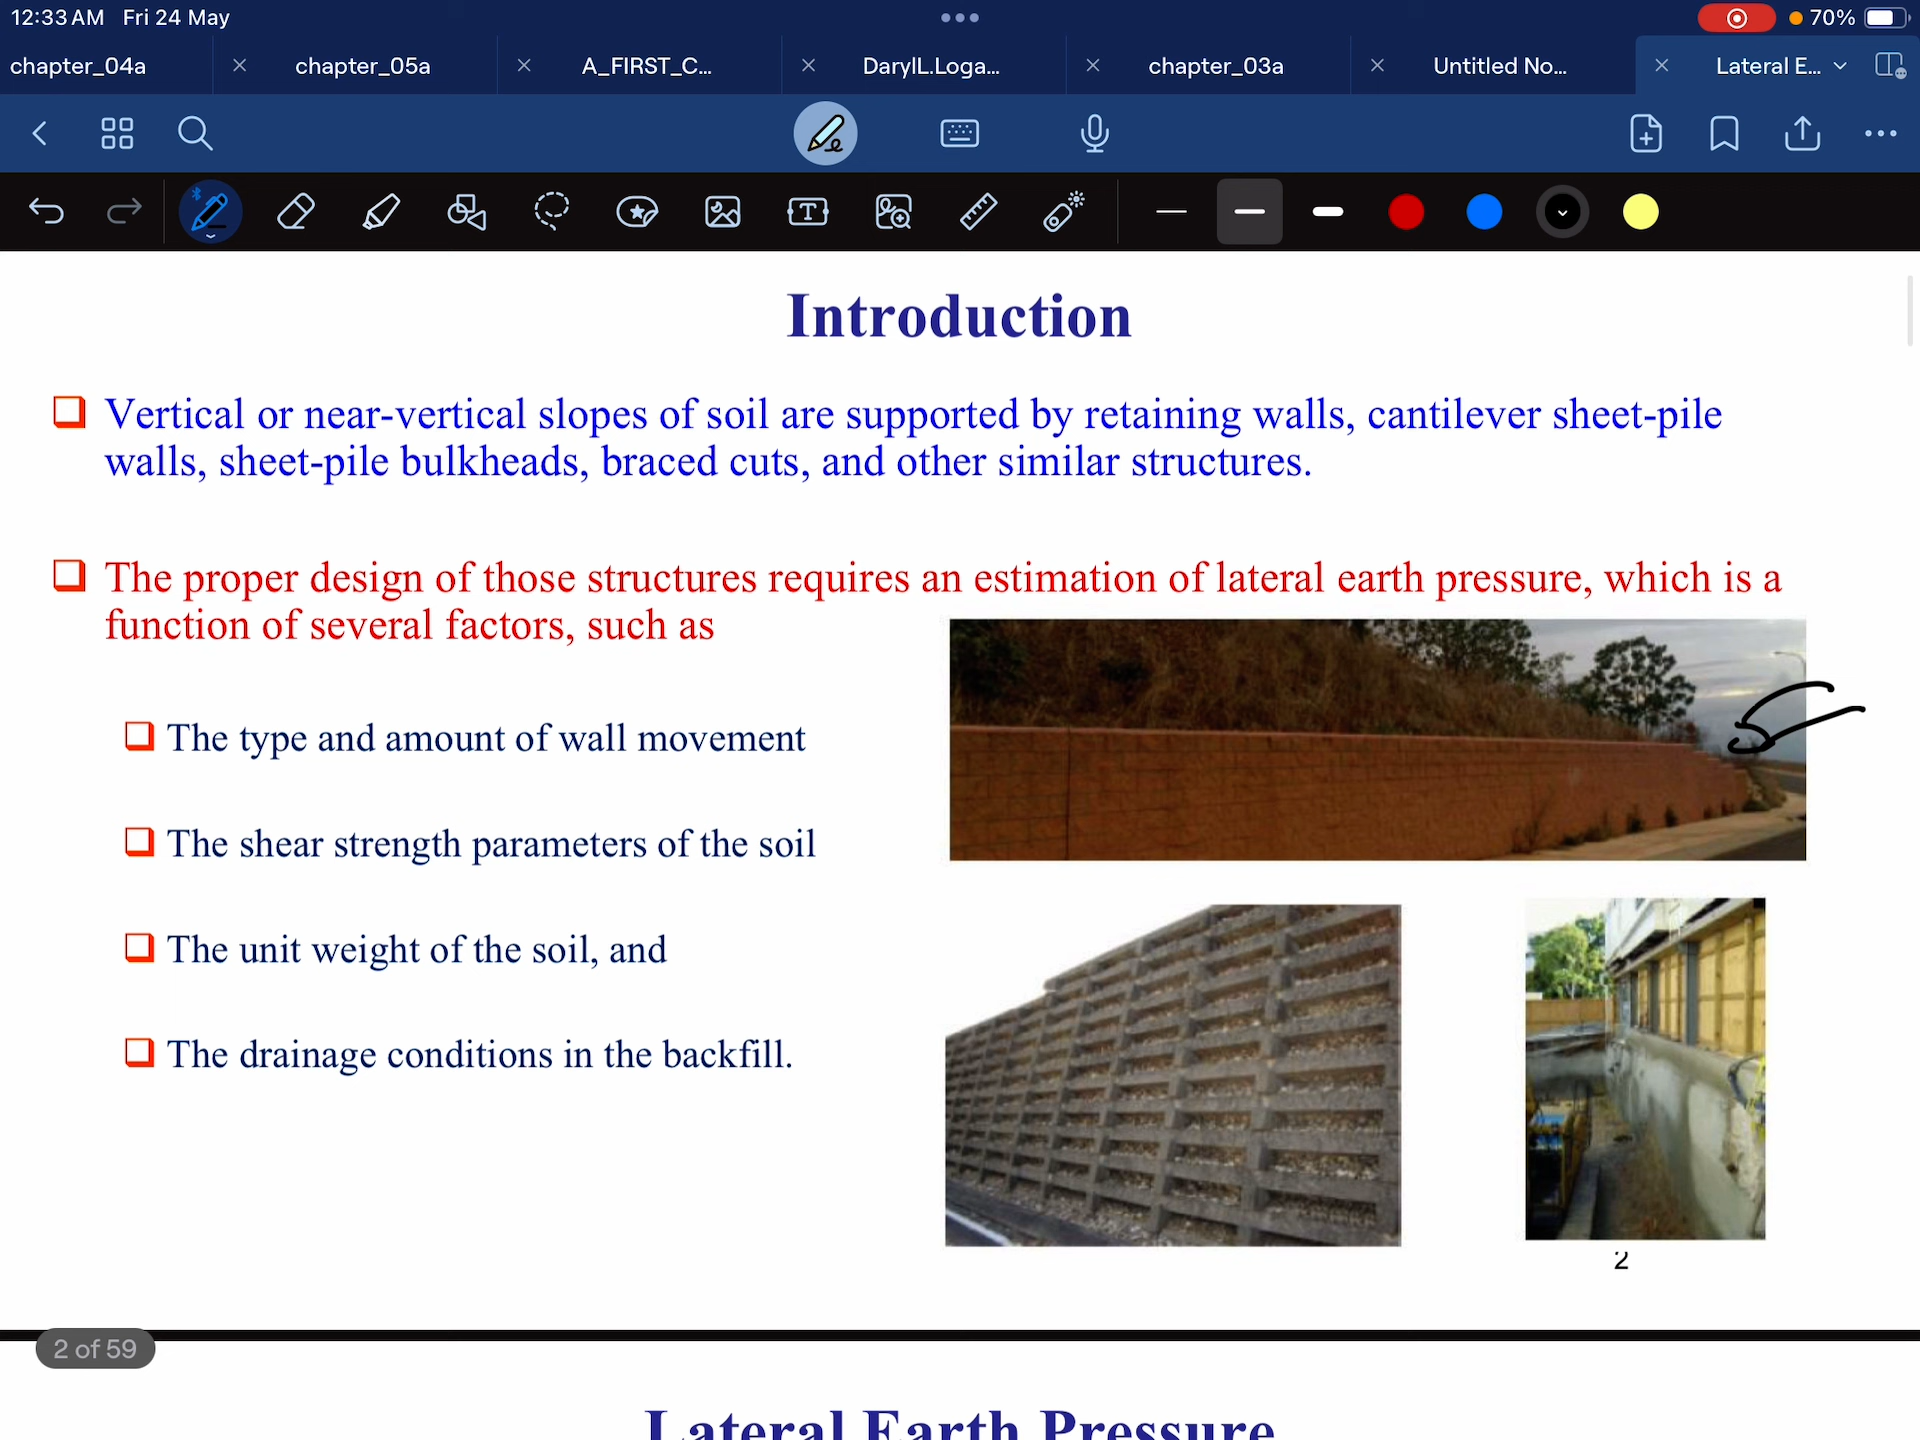 12:33 AM Fri 24 May
70%
chapter_04a
chapter_05a
A_FIRST_C...
DarylL.Loga...
chapter_03a
Untitled No...
Lateral E...
Introduction
Vertical or near-vertical slopes of soil are supported by retaining walls, cantilever sheet-pile
walls, sheet-pile bulkheads, braced cuts, and other similar structures.
The proper design of those structures requires an estimation of lateral earth pressure, which is a
function of several factors, such as
The type and amount of wall movement
The shear strength parameters of the soil
The unit weight of the soil, and
The drainage conditions in the backfill.
2
2 of 59
Lateral Earth Pressure